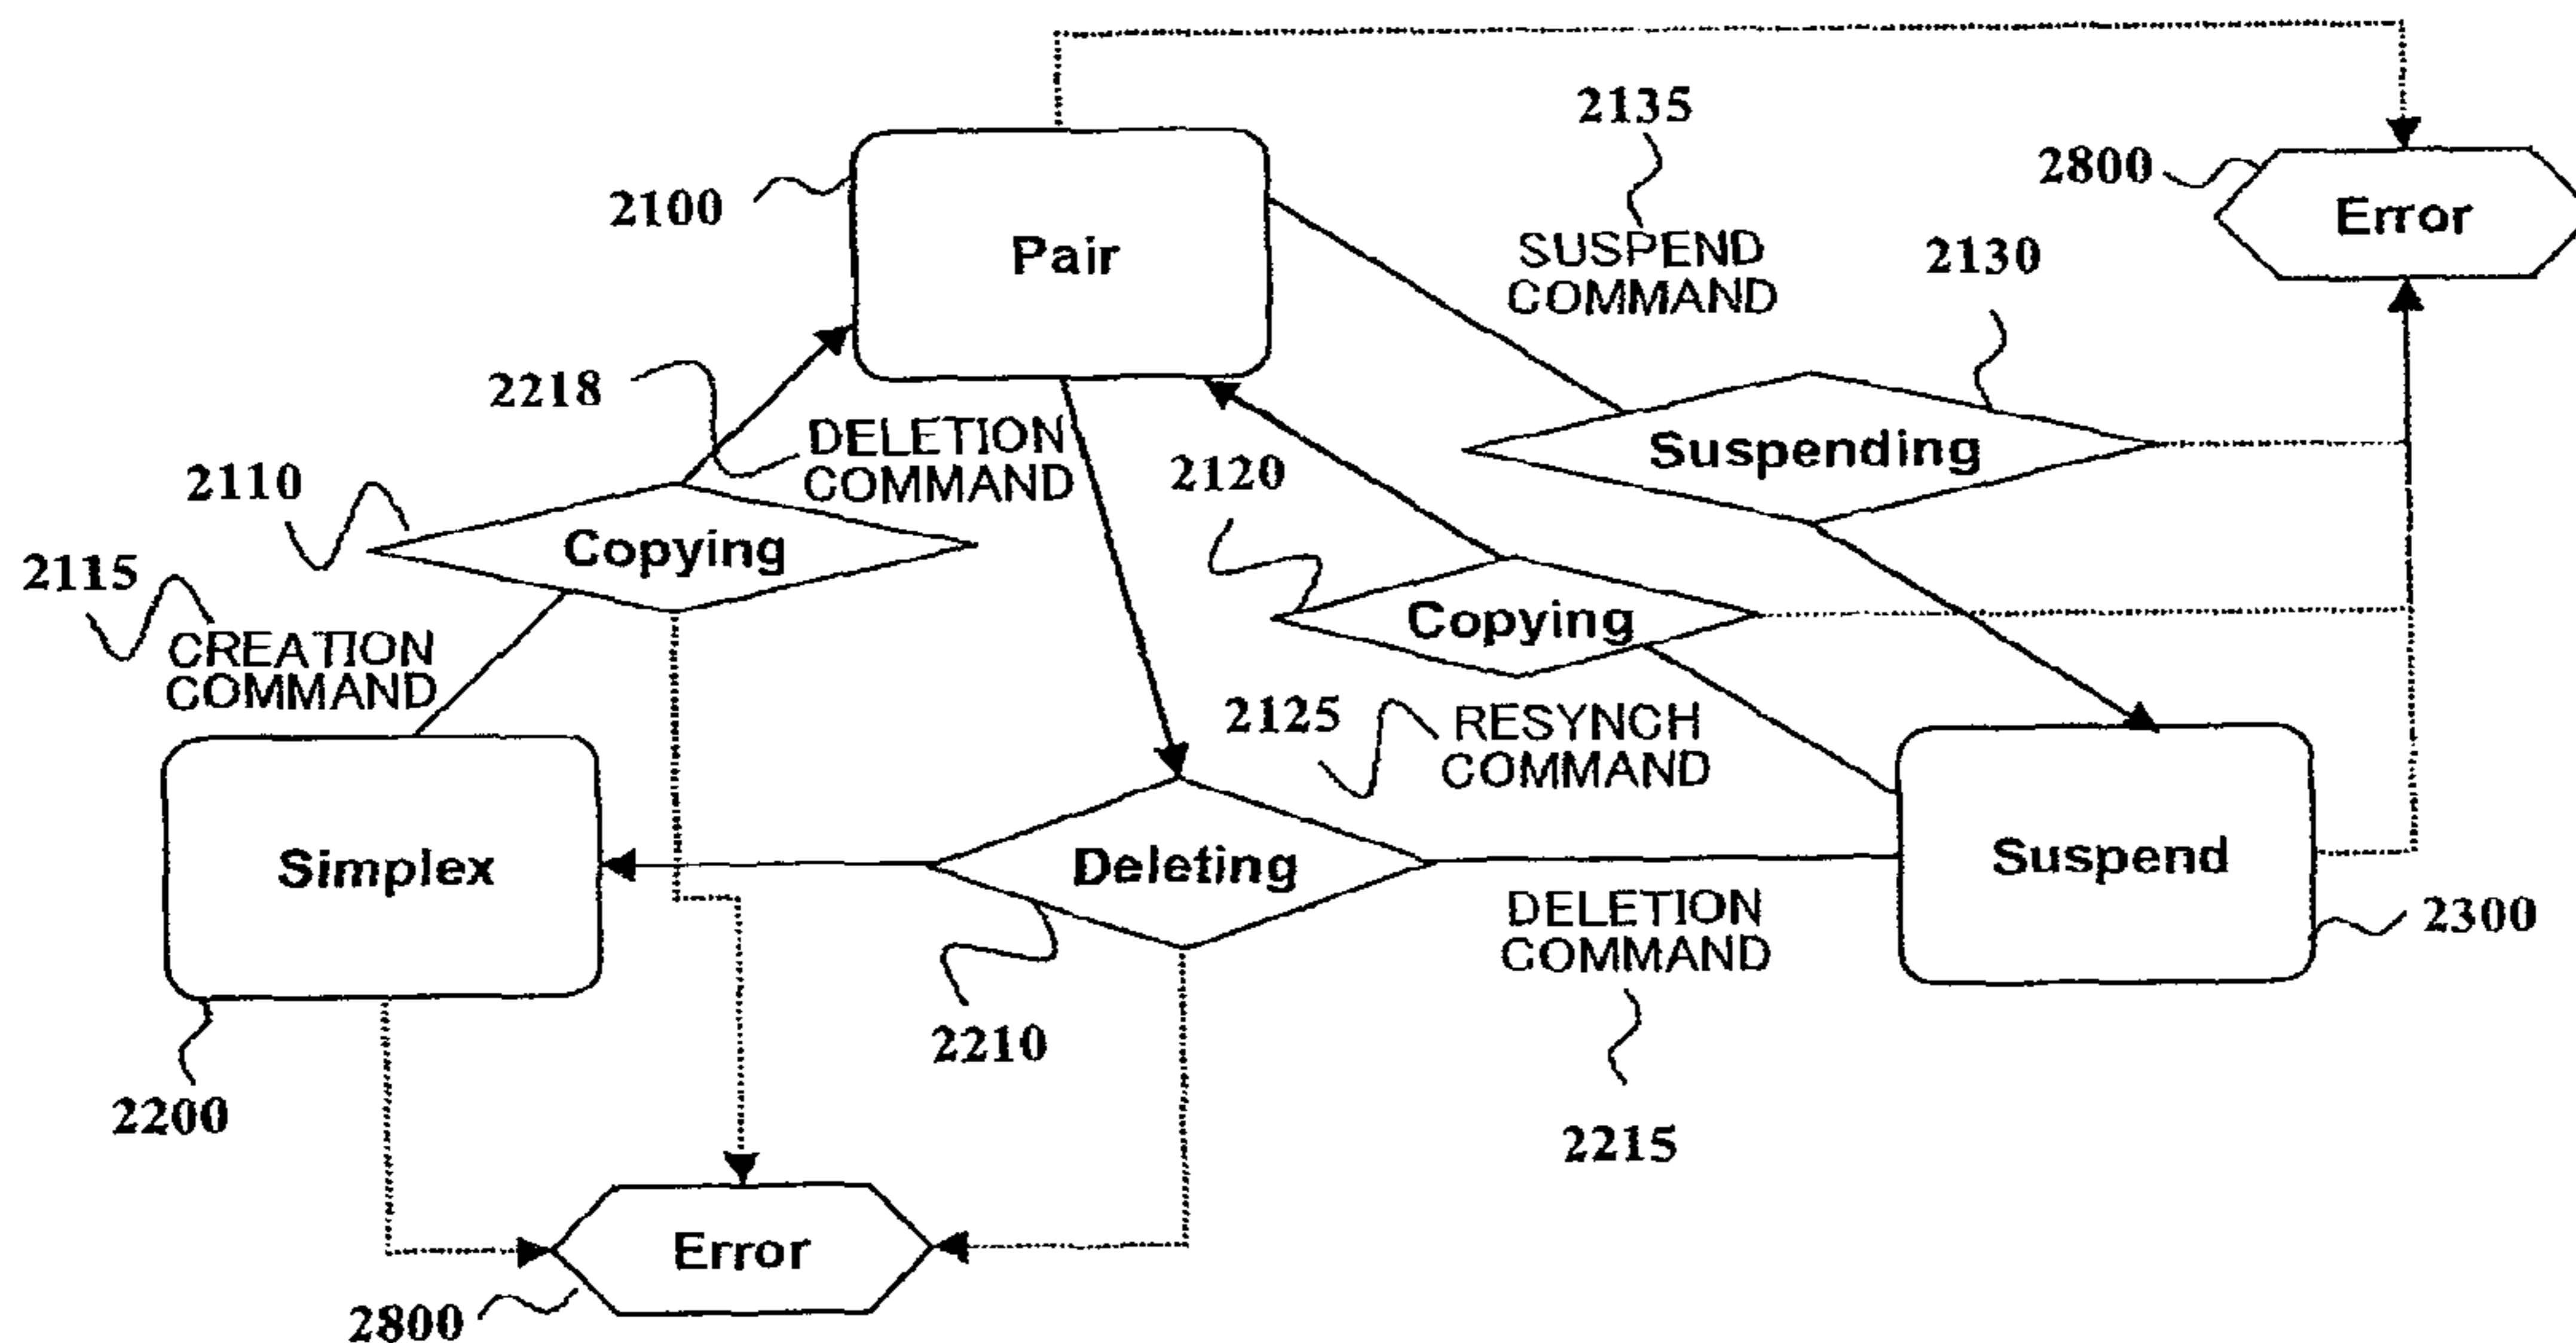 2135
2800
Error
2100
Pair
SUSPEND
COMMAND
2130
2218
DELETION
COMMAND
2120
Suspending
2110
Copying
2115
CREATION
COMMAND
Copying
2125
RESYNCH
COMMAND
Simplex
Deleting
Suspend
DELETION
COMMAND
2300
2210
2200
2215
Error
2800